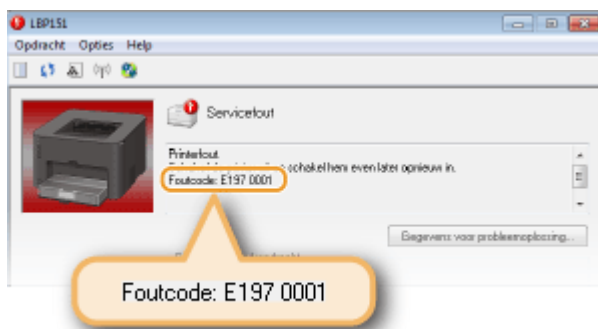 LBP151
Opdracht Opties Help
Servicefout
Printerfout
schakel hem even later opnieuw in.
Foutcode: E197 0001
Gegevens voor probleemoplossing...
Foutcode: E197 0001